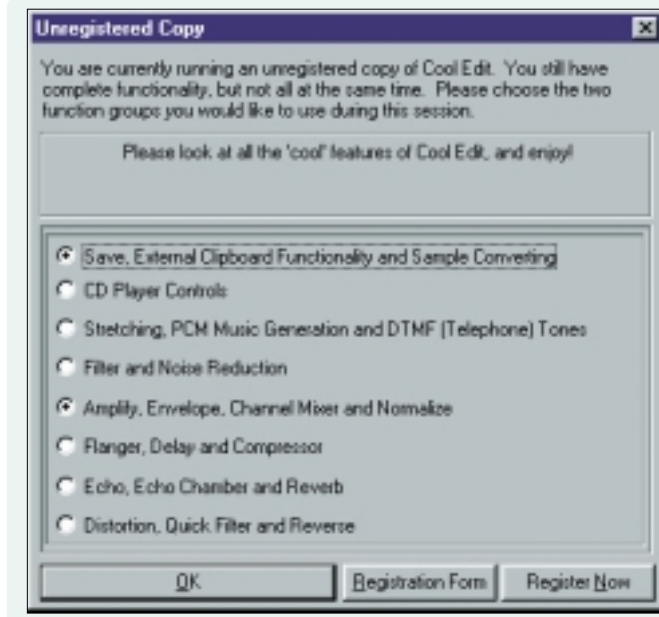 Unregistered Copy
You are currently running an unregistered copy of Cool Edit. You still have
complete functionality, but not all at the same time. Please choose the two
function groups you would like to use during this session.
Please look at all the 'cool' features of Cool Edit, and enjoy!
Save, External Clipboard Functionality and Sample Converting
CD Player Controls
Stretching, PCM Music Generation and DTMF (Telephone) Tones
Filter and Noise Reduction
Amplify, Envelope, Channel Mixer and Normalize
Flanger, Delay and Compressor
Echo, Echo Chamber and Reverb
Distortion, Quick Filter and Reverse
OK Registration Form Register Now